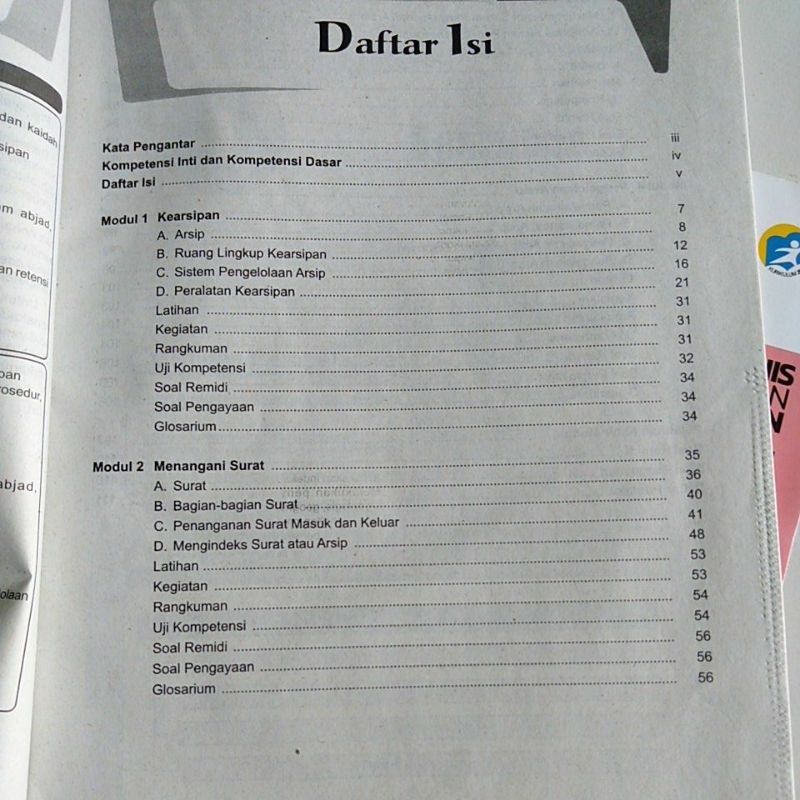 Daftar Isi
Kata Pengantar ........ iii
Kompetensi Inti dan Kompetensi Dasar ........ iv
Daftar Isi ........ v
Modul 1 Kearsipan ........ 7
A. Arsip ........ 8
B. Ruang Lingkup Kearsipan ........ 12
C. Sistem Pengelolaan Arsip ........ 16
D. Peralatan Kearsipan ........ 21
Latihan ........ 31
Kegiatan ........ 31
Rangkuman ........ 31
Uji Kompetensi ........ 32
Soal Remidi ........ 34
Soal Pengayaan ........ 34
Glosarium ........ 34
Modul 2 Menangani Surat ........ 35
A. Surat ........ 36
B. Bagian-bagian Surat ........ 40
C. Penanganan Surat Masuk dan Keluar ........ 41
D. Mengindeks Surat atau Arsip ........ 48
Latihan ........ 53
Kegiatan ........ 53
Rangkuman ........ 54
Uji Kompetensi ........ 54
Soal Remidi ........ 56
Soal Pengayaan ........ 56
Glosarium ........ 56
dan kaidah
abjad,
an retensi
abjad,